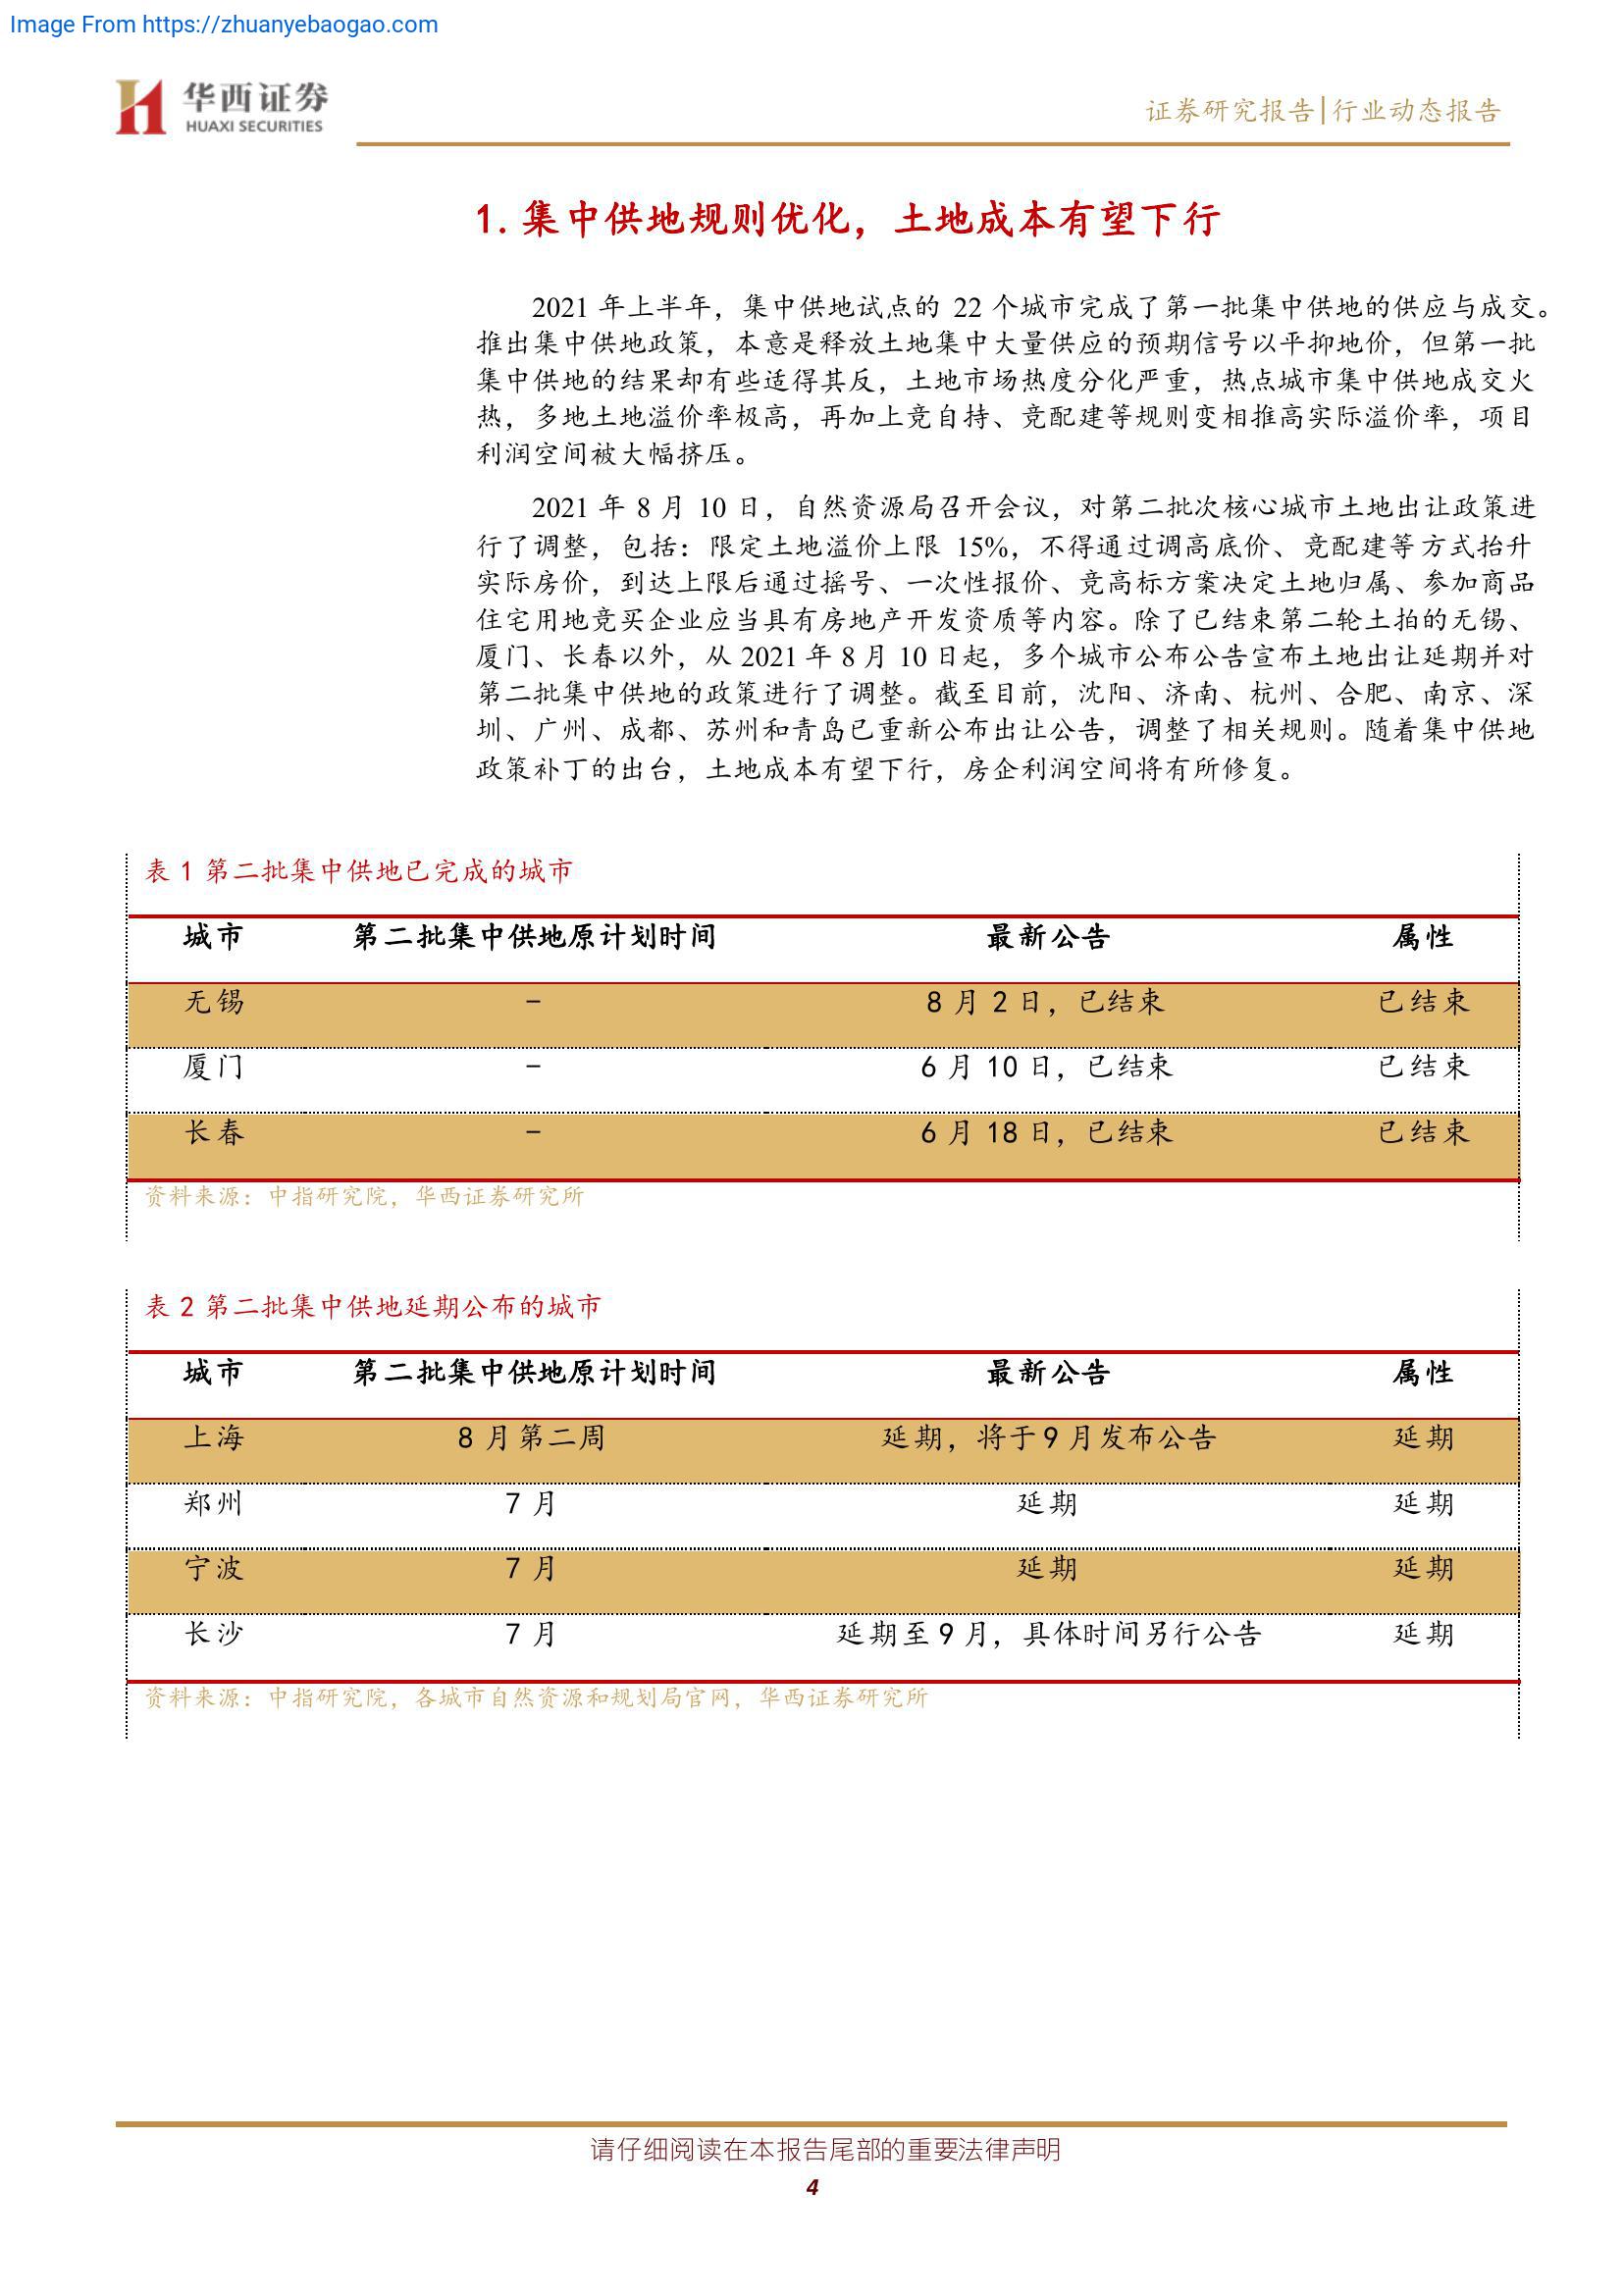 Image From https://zhuanyebaogao.com
华西证券
HUAXI SECURITIES
证券研究报告|行业动态报告
1. 集中供地规则优化，土地成本有望下行
2021 年上半年，集中供地试点的 22 个城市完成了第一批集中供地的供应与成交。
推出集中供地政策，本意是释放土地集中大量供应的预期信号以平抑地价，但第一批
集中供地的结果却有些适得其反，土地市场热度分化严重，热点城市集中供地成交火
热，多地土地溢价率极高，再加上竞自持、竞配建等规则变相推高实际溢价率，项目
利润空间被大幅挤压。
2021 年 8 月 10 日，自然资源局召开会议，对第二批次核心城市土地出让政策进
行了调整，包括：限定土地溢价上限 15%，不得通过调高底价、竞配建等方式抬升
实际房价，到达上限后通过摇号、一次性报价、竞高标方案决定土地归属、参加商品
住宅用地竞买企业应当具有房地产开发资质等内容。除了已结束第二轮土拍的无锡、
厦门、长春以外，从 2021 年 8 月 10 日起，多个城市公布公告宣布土地出让延期并对
第二批集中供地的政策进行了调整。截至目前，沈阳、济南、杭州、合肥、南京、深
圳、广州、成都、苏州和青岛已重新公布出让公告，调整了相关规则。随着集中供地
政策补丁的出台，土地成本有望下行，房企利润空间将有所修复。
表 1 第二批集中供地已完成的城市
城市 第二批集中供地原计划时间 最新公告 属性
无锡 - 8 月 2 日，已结束 已结束
厦门 - 6 月 10 日，已结束 已结束
长春 - 6 月 18 日，已结束 已结束
资料来源：中指研究院，华西证券研究所
表 2 第二批集中供地延期公布的城市
城市 第二批集中供地原计划时间 最新公告 属性
上海 8 月第二周 延期，将于 9 月发布公告 延期
郑州 7 月 延期 延期
宁波 7 月 延期 延期
长沙 7 月 延期至 9 月，具体时间另行公告 延期
资料来源：中指研究院，各城市自然资源和规划局官网，华西证券研究所
请仔细阅读在本报告尾部的重要法律声明
4